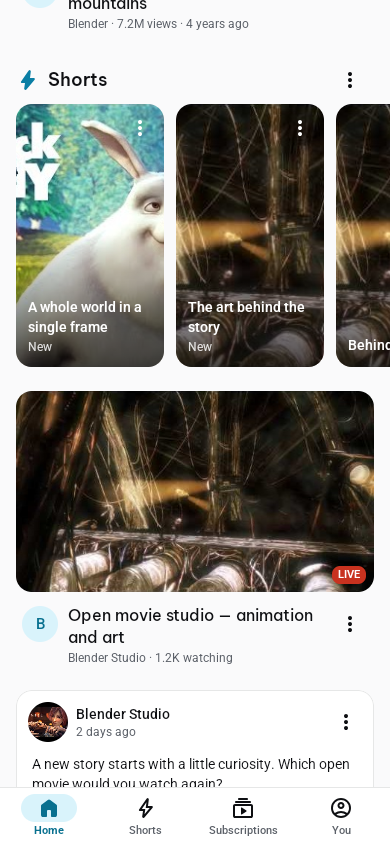 mountains
Blender · 7.2M views · 4 years ago
Shorts
ck
NY
A whole world in a
single frame
New
The art behind the
story
New
Behind
LIVE
B
Open movie studio — animation
and art
Blender Studio · 1.2K watching
Blender Studio
2 days ago
A new story starts with a little curiosity. Which open
movie would you watch again?
Home
Shorts
Subscriptions
You